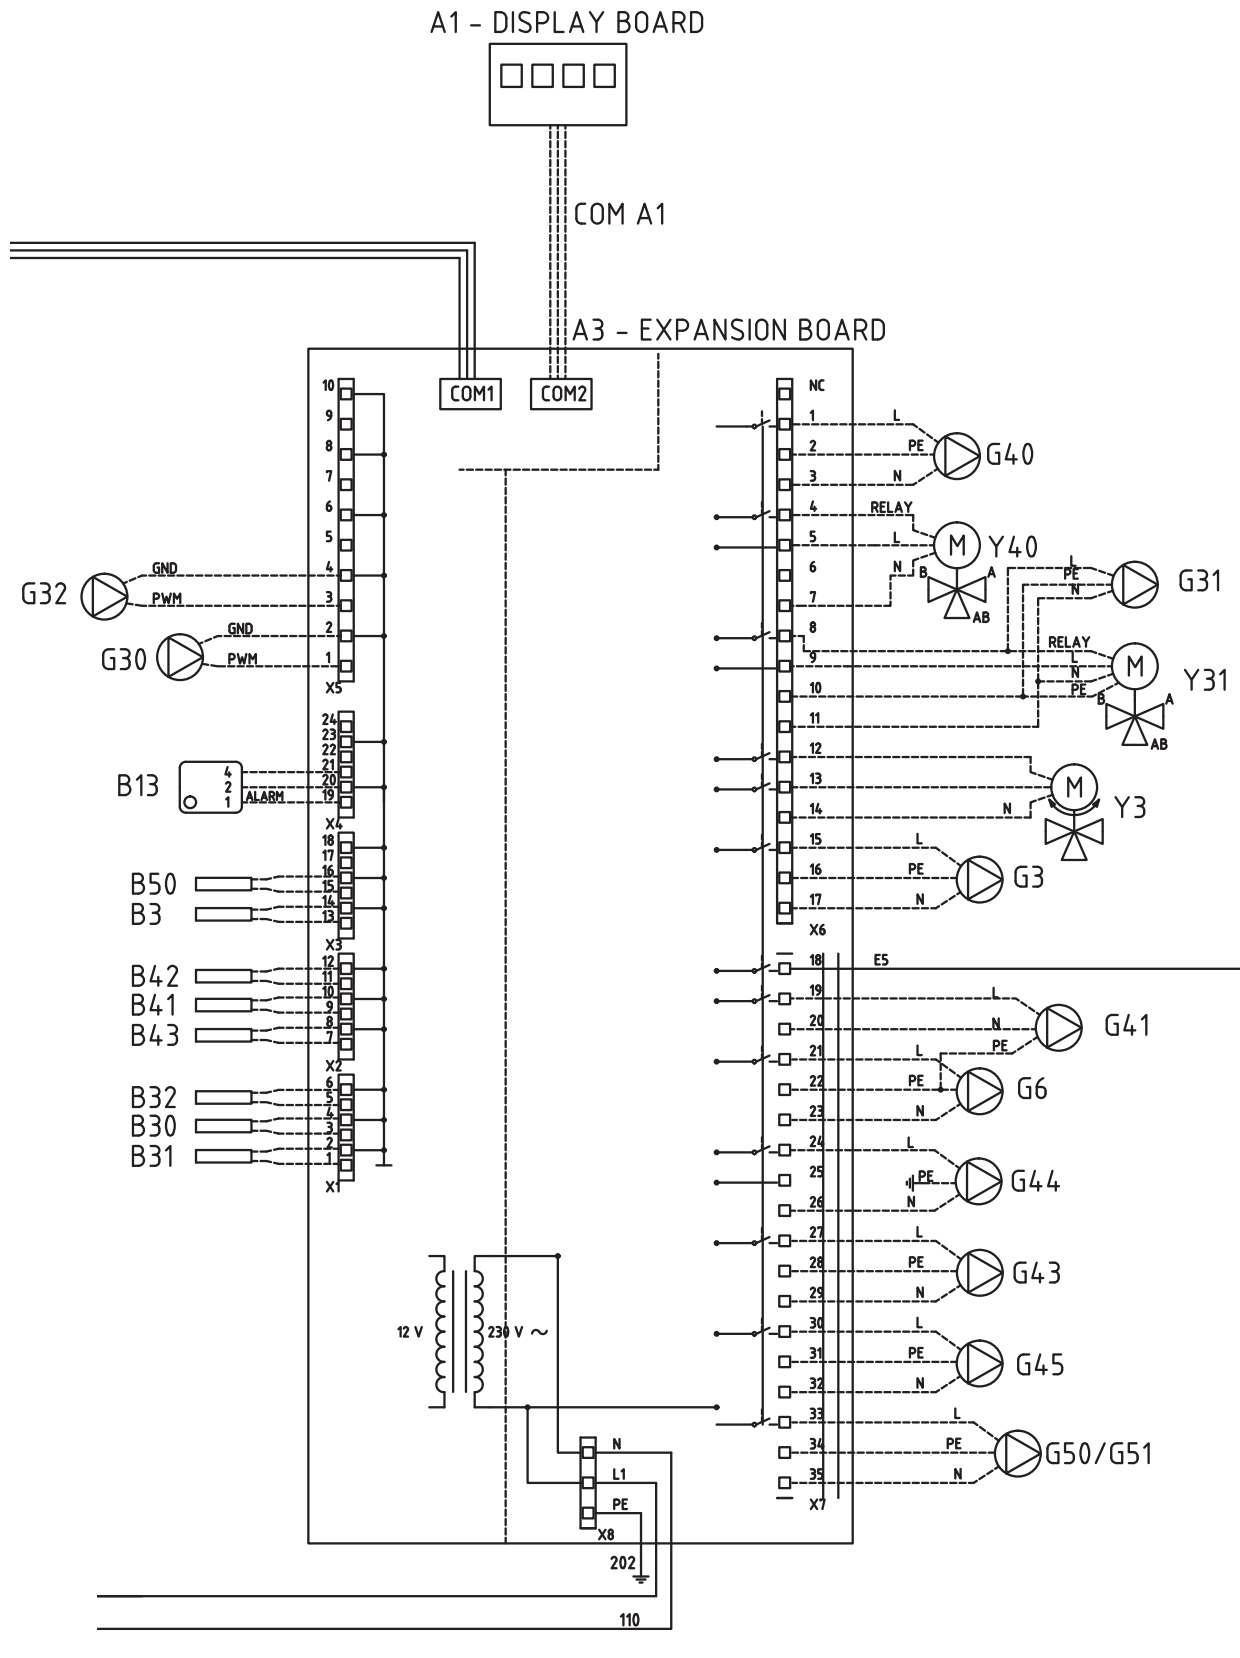 A1 - DISPLAY BOARD
COM A1
A3 - EXPANSION BOARD
COM1
COM2
10
9
8
7
6
5
4
3
2
1
X5
G32
GND
PWM
G30
GND
PWM
24
23
22
21
20
19
X4
B13
4
2
1
ALARM
18
17
16
15
14
13
X3
B50
B3
12
11
10
9
8
7
X2
B42
B41
B43
6
5
4
3
2
1
X1
B32
B30
B31
12 V
230 V ~
N
L1
PE
X8
202
110
NC
1
2
3
4
5
6
7
8
9
10
11
12
13
14
15
16
17
X6
L
PE
N
G40
RELAY
L
N
M
Y40
B
A
AB
L
PE
N
G31
RELAY
L
N
PE
M
Y31
B
A
AB
N
M
Y3
L
PE
N
G3
18
19
20
21
22
23
24
25
26
27
28
29
30
31
32
33
34
35
X7
E5
L
N
PE
G41
L
PE
N
G6
L
PE
N
G44
L
PE
N
G43
L
PE
N
G45
L
PE
N
G50/G51